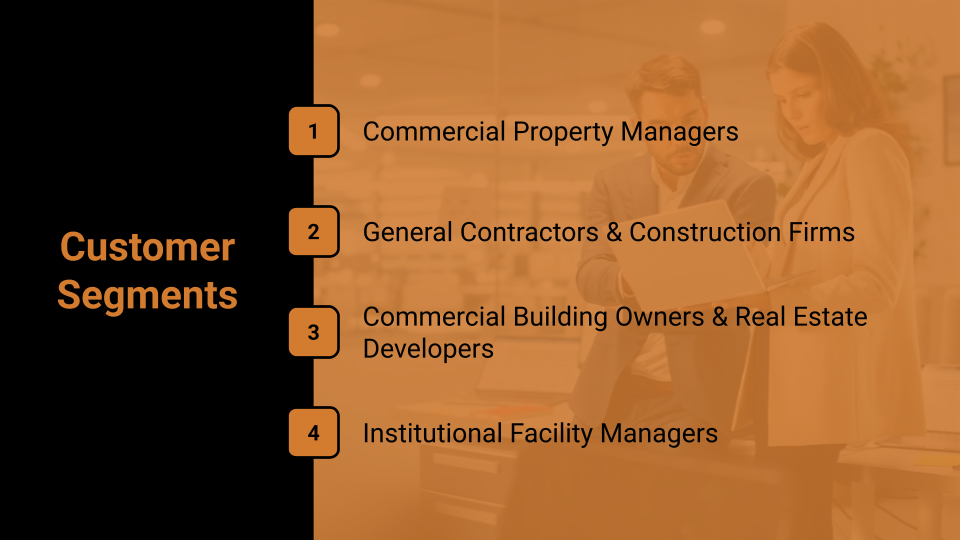 Customer
Segments
1
Commercial Property Managers
2
General Contractors & Construction Firms
3
Commercial Building Owners & Real Estate
Developers
4
Institutional Facility Managers